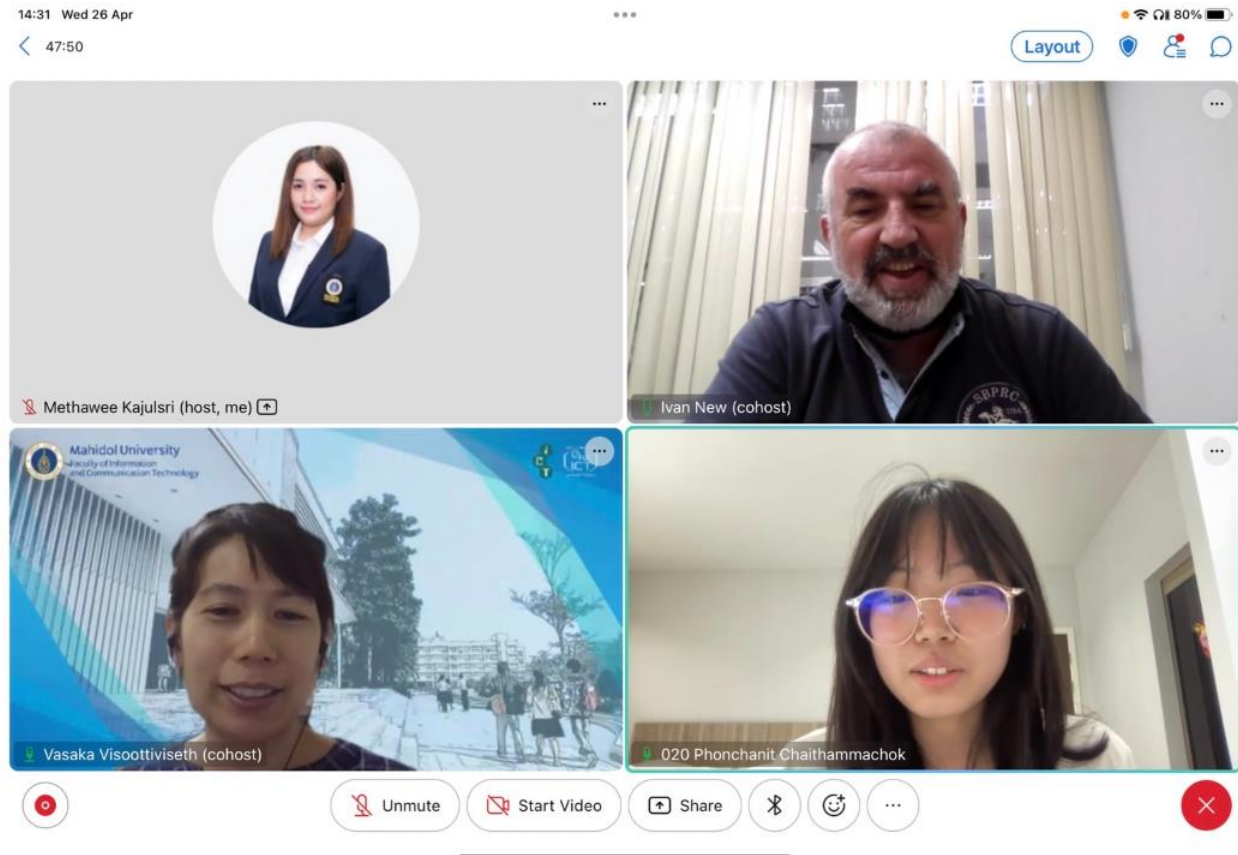 14:31 Wed 26 Apr
80%
47:50
Layout
Methawee Kajulsri (host, me)
Ivan New (cohost)
SBPRC
Mahidol University
Faculty of Information
and Communication Technology
Vasaka Visoottiviseth (cohost)
020 Phonchanit Chaithammachok
Unmute
Start Video
Share